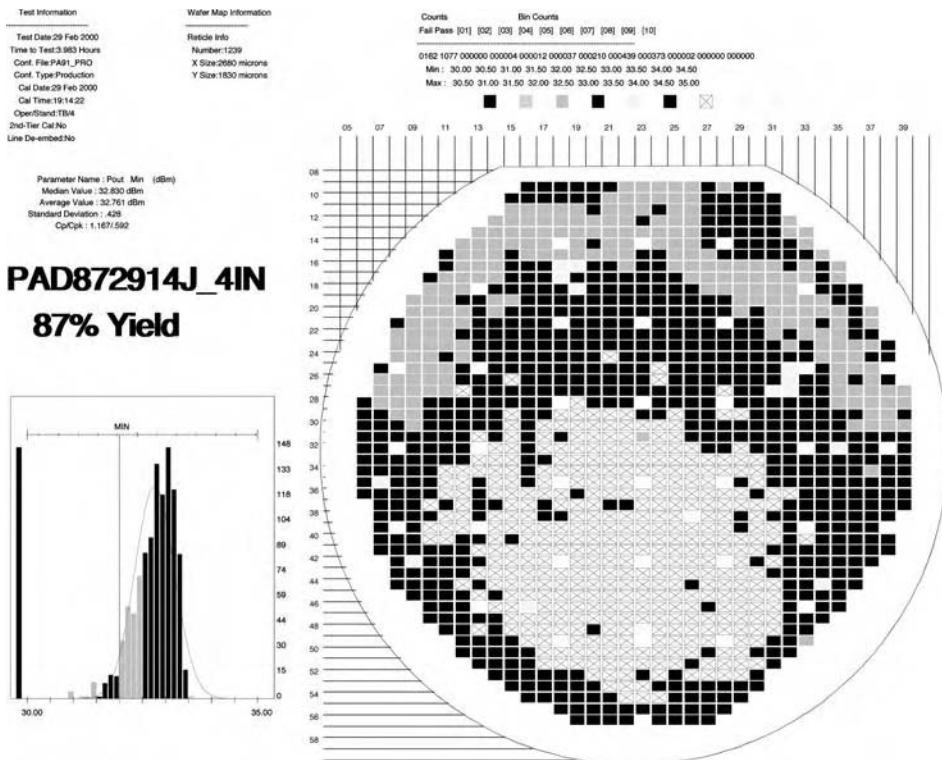 Test Information
Test Date:29 Feb 2000
Time to Test:3.983 Hours
Conf. File:PA91_PRO
Conf. Type:Production
Cal Date:29 Feb 2000
Cal Time:19:14:22
Oper/Stand:TB/4
2nd-Tier Cal:No
Line De-embed:No
Wafer Map Information
Reticle Info
Number:1239
X Size:2680 microns
Y Size:1830 microns
Counts Bin Counts
Fail Pass [01] [02] [03] [04] [05] [06] [07] [08] [09] [10]
0162 1077 000000 000004 000012 000037 000210 000439 000373 000002 000000 000000
Min : 30.00 30.50 31.00 31.50 32.00 32.50 33.00 33.50 34.00 34.50
Max : 30.50 31.00 31.50 32.00 32.50 33.00 33.50 34.00 34.50 35.00
Parameter Name : Pout Min (dBm)
Median Value : 32.830 dBm
Average Value : 32.761 dBm
Standard Deviation : .428
Cp/Cpk : 1.167/.592
PAD872914J_4IN
87% Yield
MIN
148
133
118
104
89
74
59
44
30
15
0
30.00 35.00
05 07 09 11 13 15 17 19 21 23 25 27 29 31 33 35 37 39
08
10
12
14
16
18
20
22
24
26
28
30
32
34
36
38
40
42
44
46
48
50
52
54
56
58